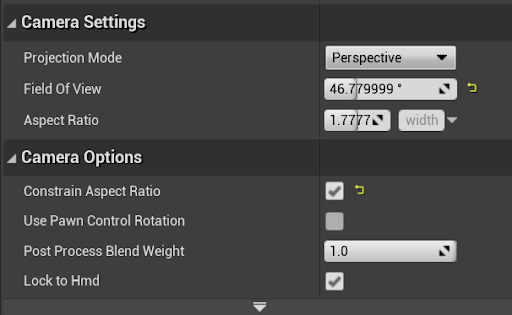 Camera Settings
Projection Mode Perspective
Field Of View 46.779999 °
Aspect Ratio 1.7777 width
Camera Options
Constrain Aspect Ratio
Use Pawn Control Rotation
Post Process Blend Weight 1.0
Lock to Hmd